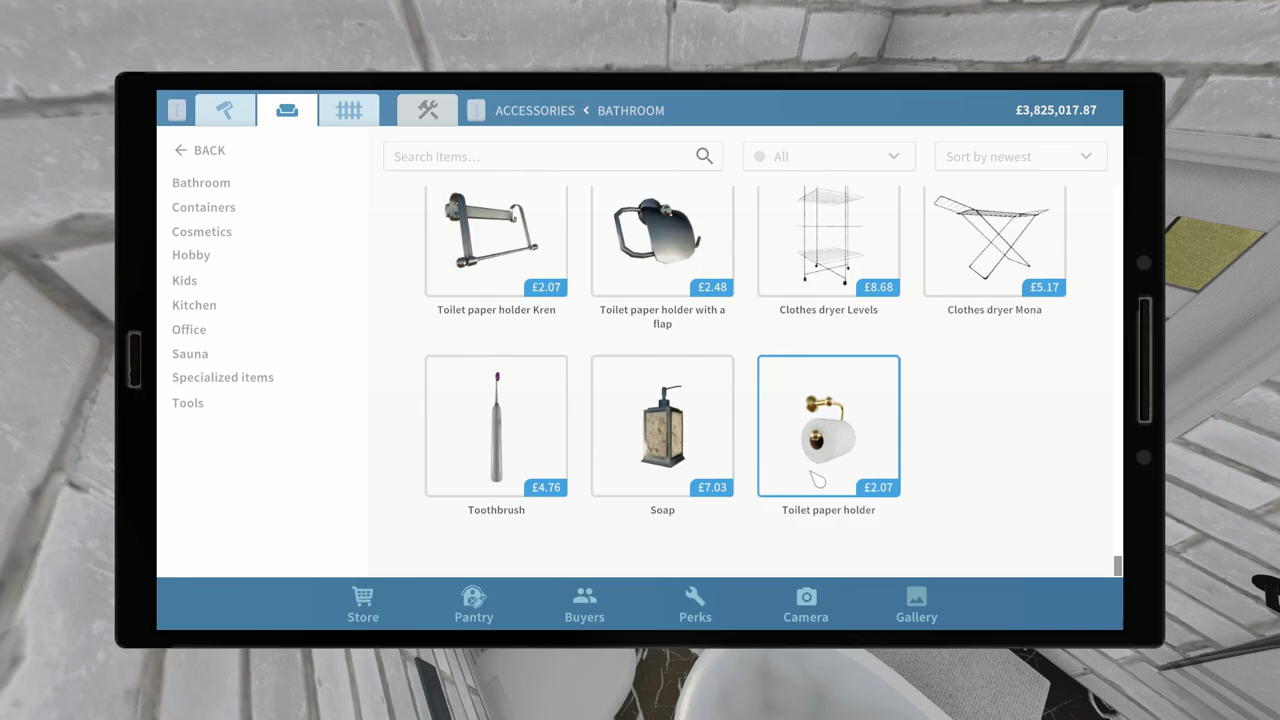 ACCESSORIES < BATHROOM
£3,825,017.87
BACK
Search items...
All
Sort by newest
Bathroom
Containers
Cosmetics
Hobby
Kids
Kitchen
Office
Sauna
Specialized items
Tools
£2.07
£2.48
£8.68
£5.17
Toilet paper holder Kren
Toilet paper holder with a
flap
Clothes dryer Levels
Clothes dryer Mona
£4.76
£7.03
£2.07
Toothbrush
Soap
Toilet paper holder
Store
Pantry
Buyers
Perks
Camera
Gallery